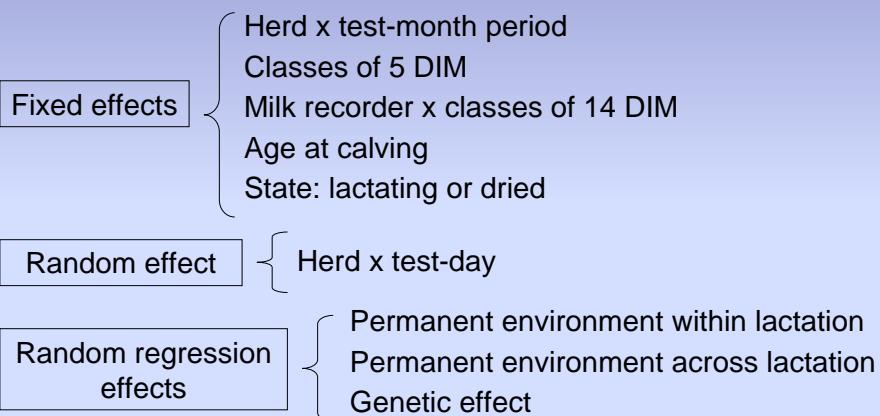 Fixed effects
Herd x test-month period
Classes of 5 DIM
Milk recorder x classes of 14 DIM
Age at calving
State: lactating or dried
Random effect
Herd x test-day
Random regression
effects
Permanent environment within lactation
Permanent environment across lactation
Genetic effect